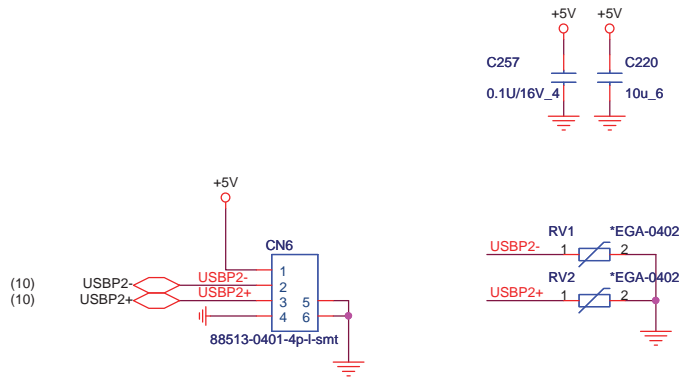 +5V +5V
C257 C220
0.1U/16V_4 10u_6
+5V
CN6
RV1 *EGA-0402
USBP2- 1 2
RV2 *EGA-0402
USBP2+ 1 2
1
(10) USBP2- USBP2- 2
(10) USBP2+ USBP2+ 3 5
4 6
88513-0401-4p-l-smt